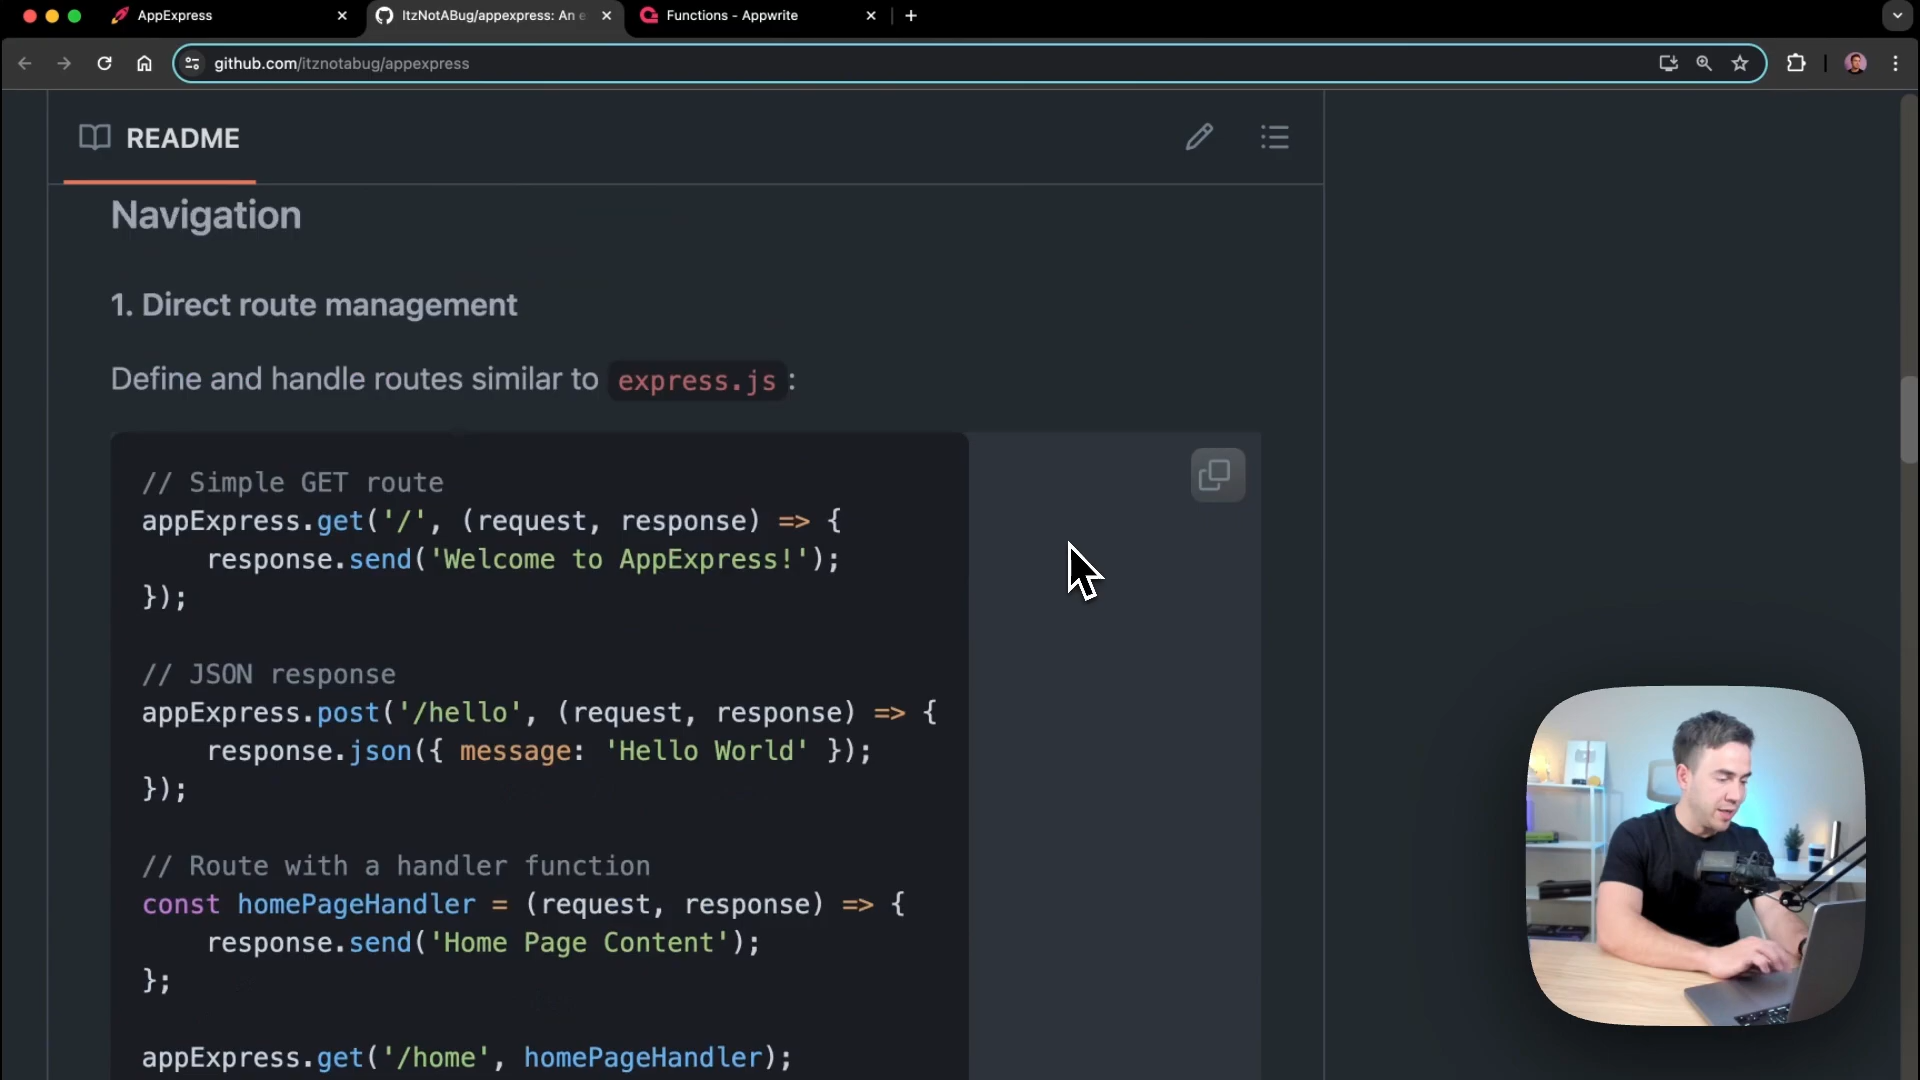 AppExpress
ItzNotABug/appexpress: An e
Functions - Appwrite
github.com/itznotabug/appexpress
README
Navigation
1. Direct route management
Define and handle routes similar to express.js:
// Simple GET route
appExpress.get('/', (request, response) => {
    response.send('Welcome to AppExpress!');
});
// JSON response
appExpress.post('/hello', (request, response) => {
    response.json({ message: 'Hello World' });
});
// Route with a handler function
const homePageHandler = (request, response) => {
    response.send('Home Page Content');
};
appExpress.get('/home', homePageHandler);